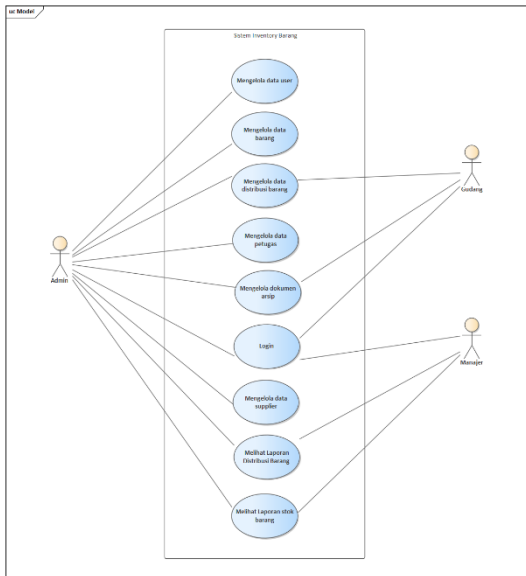 uc Model
Sistem Inventory Barang
Mengelola data user
Mengelola data
barang
Mengelola data
distribusi barang
Gudang
Mengelola data
petugas
Admin
Mengelola dokumen
arsip
Login
Manajer
Mengelola data
supplier
Melihat Laporan
Distribusi Barang
Melihat Laporan stok
barang